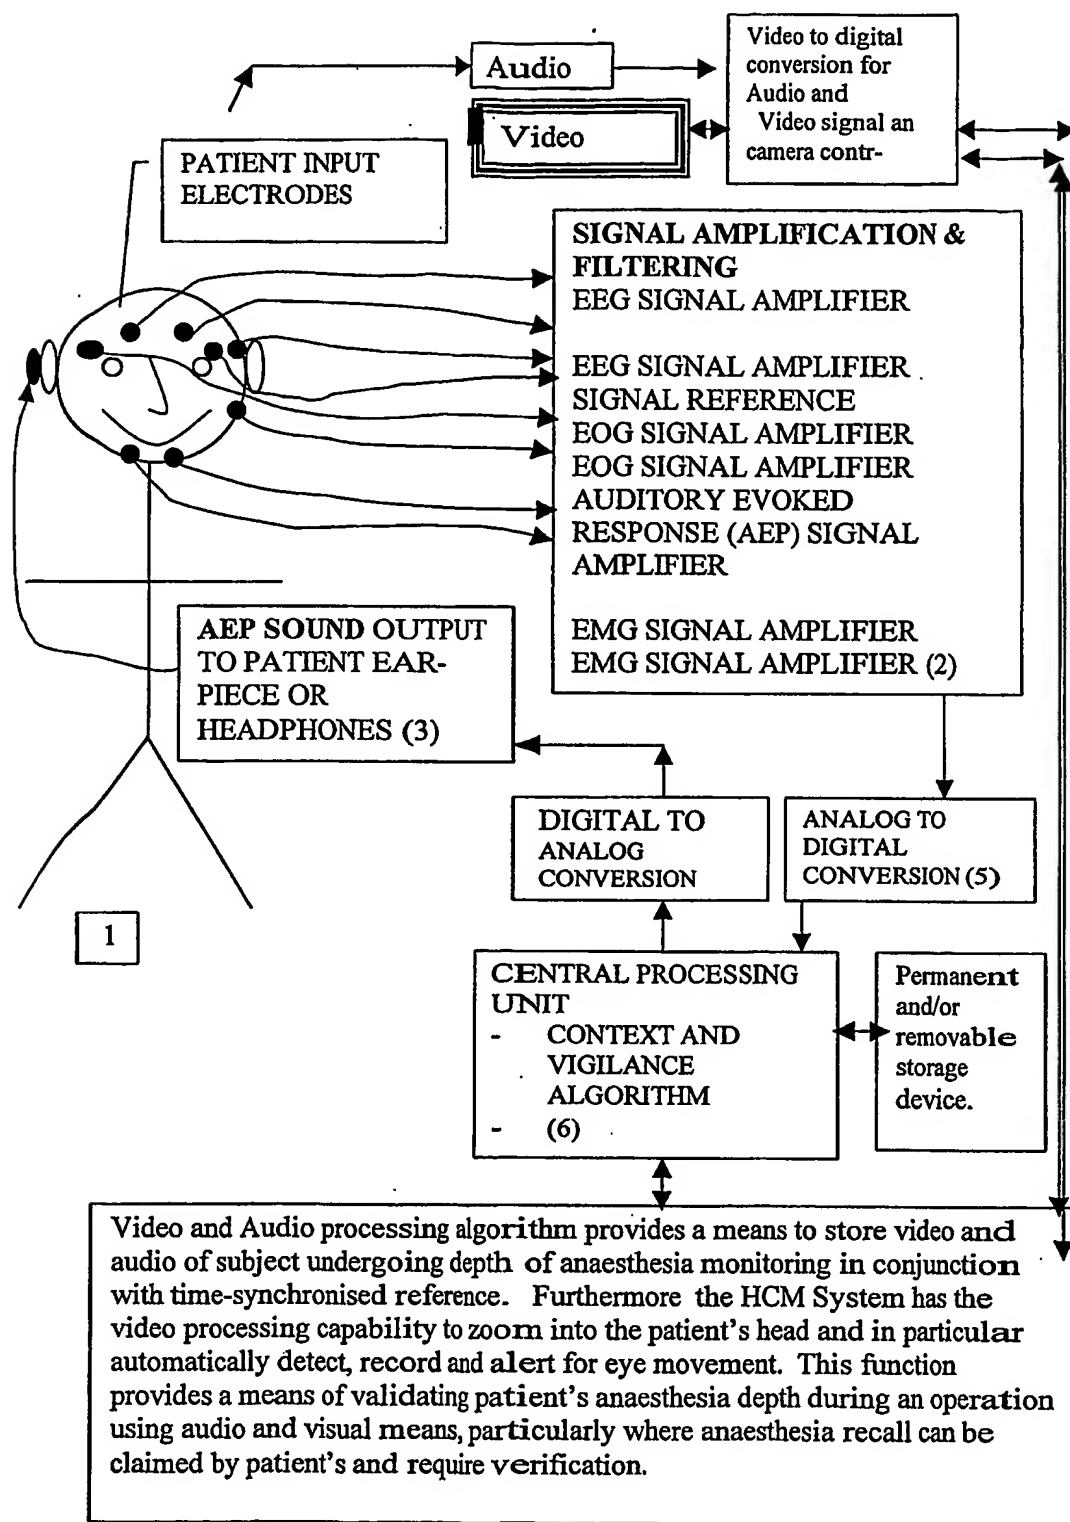 Audio
Video
Video to digital
conversion for
Audio and
Video signal an
camera contr-
PATIENT INPUT
ELECTRODES
SIGNAL AMPLIFICATION &
FILTERING
EEG SIGNAL AMPLIFIER
EEG SIGNAL AMPLIFIER
SIGNAL REFERENCE
EOG SIGNAL AMPLIFIER
EOG SIGNAL AMPLIFIER
AUDITORY EVOKED
RESPONSE (AEP) SIGNAL
AMPLIFIER
EMG SIGNAL AMPLIFIER
EMG SIGNAL AMPLIFIER (2)
AEP SOUND OUTPUT
TO PATIENT EAR-
PIECE OR
HEADPHONES (3)
DIGITAL TO
ANALOG
CONVERSION
ANALOG TO
DIGITAL
CONVERSION (5)
1
CENTRAL PROCESSING
UNIT
- CONTEXT AND
VIGILANCE
ALGORITHM
- (6)
Permanent
and/or
removable
storage
device.
Video and Audio processing algorithm provides a means to store video and
audio of subject undergoing depth of anaesthesia monitoring in conjunction
with time-synchronised reference. Furthermore the HCM System has the
video processing capability to zoom into the patient's head and in particular
automatically detect, record and alert for eye movement. This function
provides a means of validating patient's anaesthesia depth during an operation
using audio and visual means, particularly where anaesthesia recall can be
claimed by patient's and require verification.